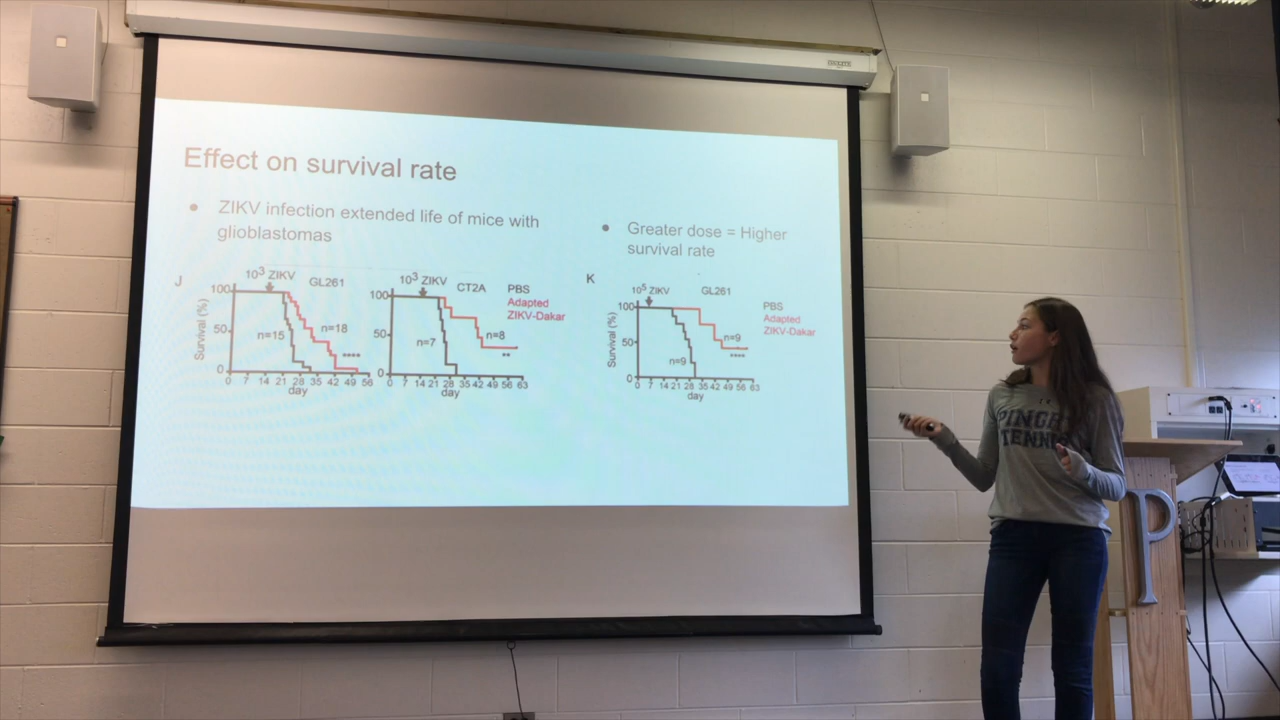 Effect on survival rate
● ZIKV infection extended life of mice with
glioblastomas
● Greater dose = Higher
survival rate
J
10³ ZIKV
GL261
100
50
0
Survival (%)
n=15
n=18
****
0 7 14 21 28 35 42 49 56
day
10³ ZIKV
CT2A
100
50
0
n=7
n=8
**
0 7 14 21 28 35 42 49 56 63
day
PBS
Adapted
ZIKV-Dakar
K
10⁵ ZIKV
GL261
100
50
0
Survival (%)
n=9
n=9
****
0 7 14 21 28 35 42 49 56 63
day
PBS
Adapted
ZIKV-Dakar
PINGRY
TENNIS
P